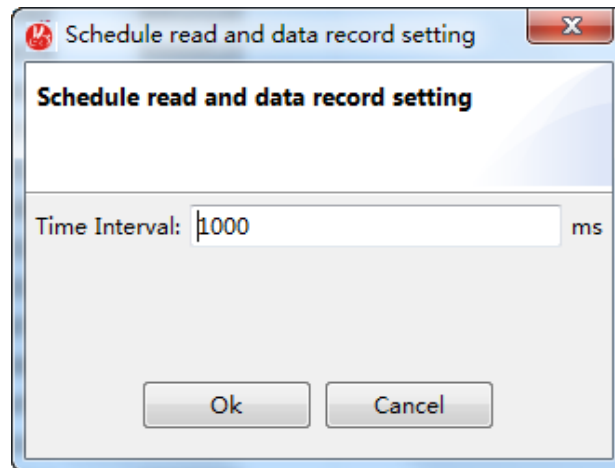 Schedule read and data record setting
Schedule read and data record setting
Time Interval: 1000 ms
Ok Cancel